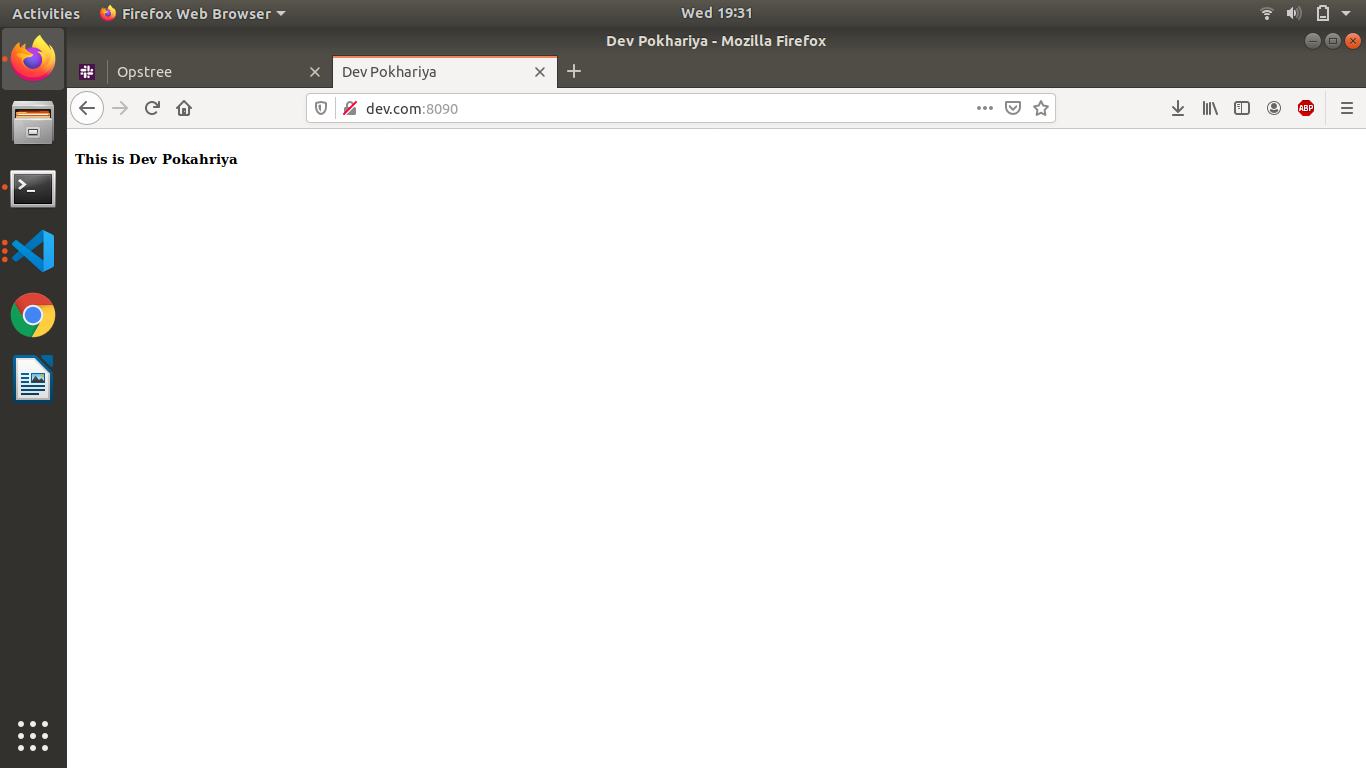 Activities
Firefox Web Browser
Wed 19:31
Dev Pokhariya - Mozilla Firefox
Opstree
Dev Pokhariya
dev.com:8090
ABP
This is Dev Pokahriya